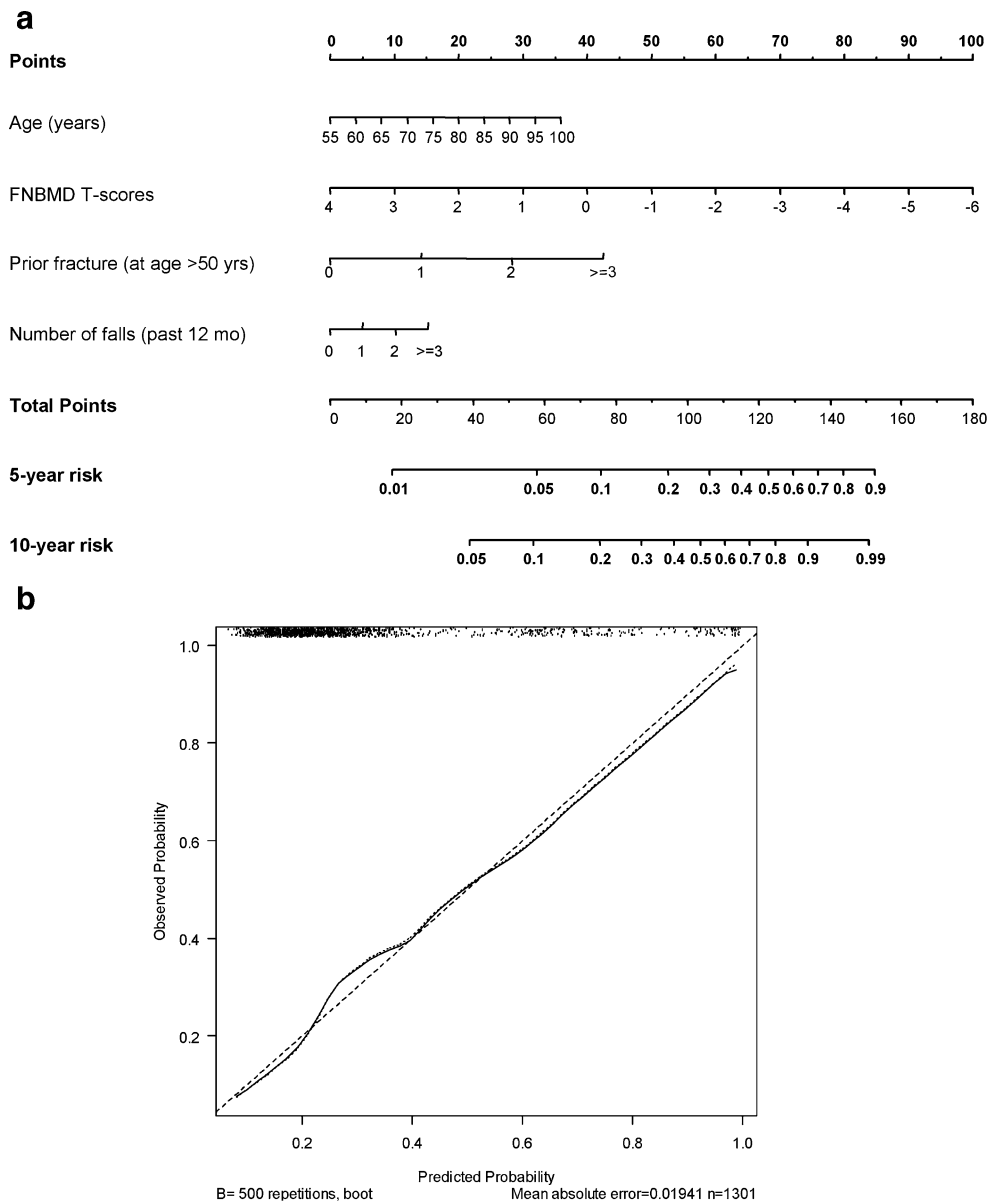 a
0 10 20 30 40 50 60 70 80 90 100
Points
Age (years)
55 60 65 70 75 80 85 90 95 100
FNBMD T-scores
4 3 2 1 0 -1 -2 -3 -4 -5 -6
Prior fracture (at age >50 yrs)
0 1 2 >=3
Number of falls (past 12 mo)
0 1 2 >=3
Total Points
0 20 40 60 80 100 120 140 160 180
5-year risk
0.01 0.05 0.1 0.2 0.3 0.4 0.5 0.6 0.7 0.8 0.9
10-year risk
0.05 0.1 0.2 0.3 0.4 0.5 0.6 0.7 0.8 0.9 0.99
b
1.0
0.8
0.6
0.4
0.2
Observed Probability
0.2 0.4 0.6 0.8 1.0
Predicted Probability
B= 500 repetitions, boot Mean absolute error=0.01941 n=1301